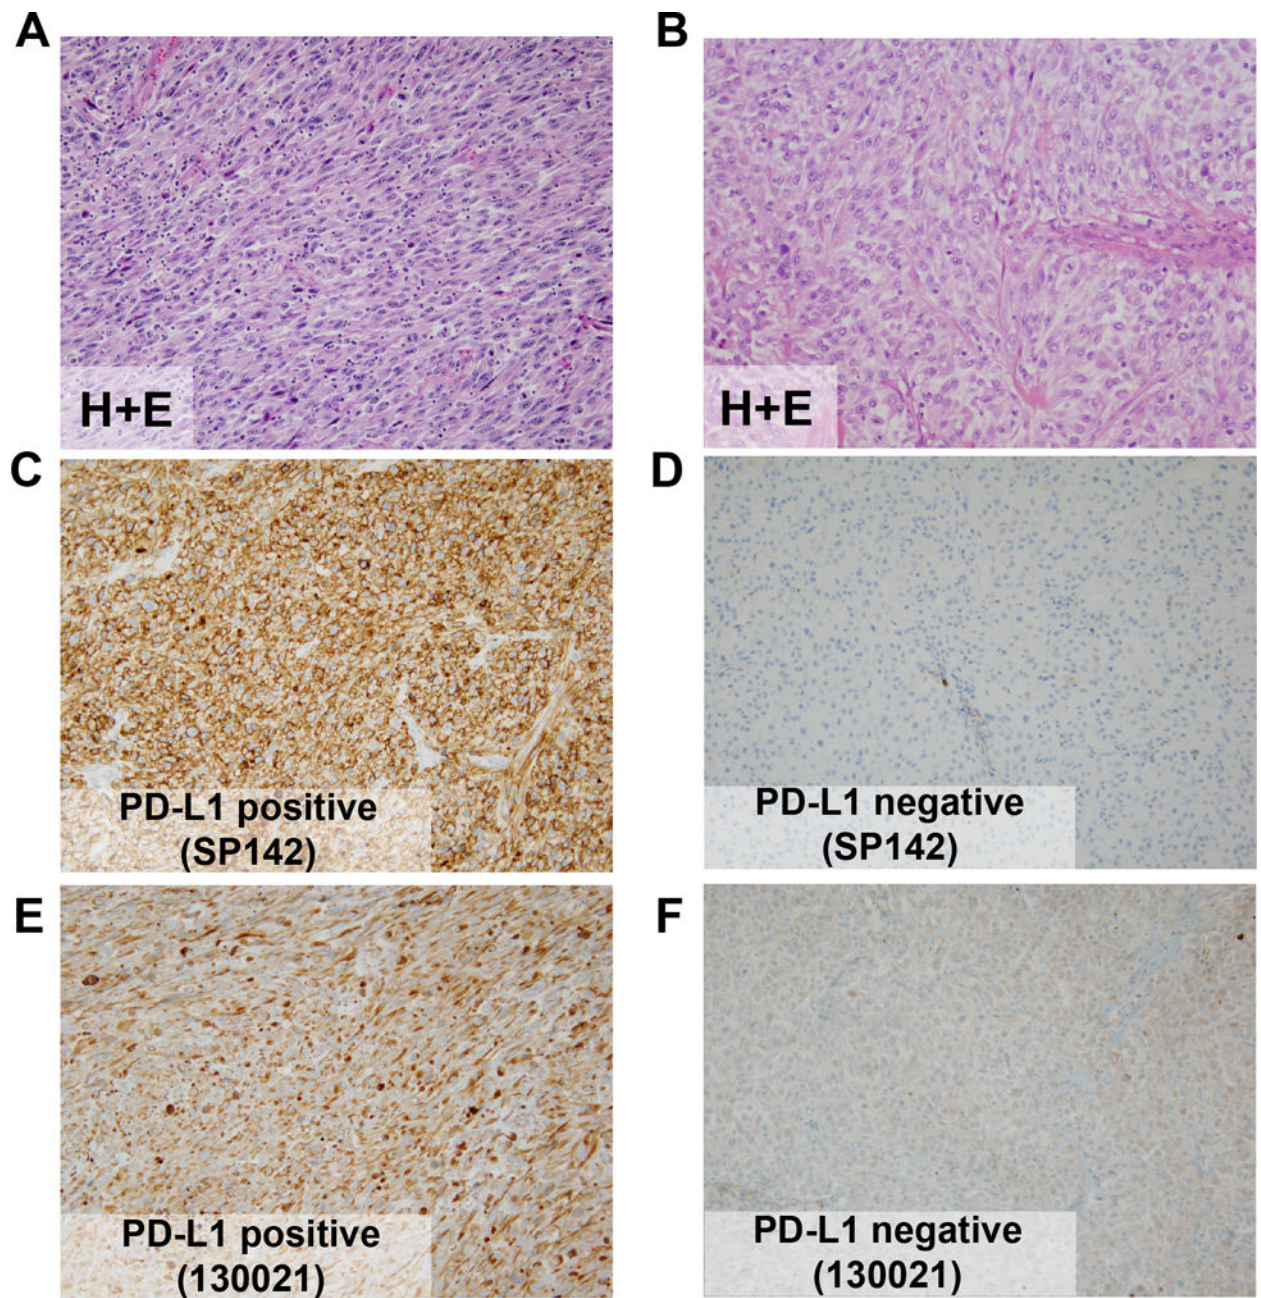 A
B
H+E
H+E
C
D
PD-L1 positive
(SP142)
PD-L1 negative
(SP142)
E
F
PD-L1 positive
(130021)
PD-L1 negative
(130021)